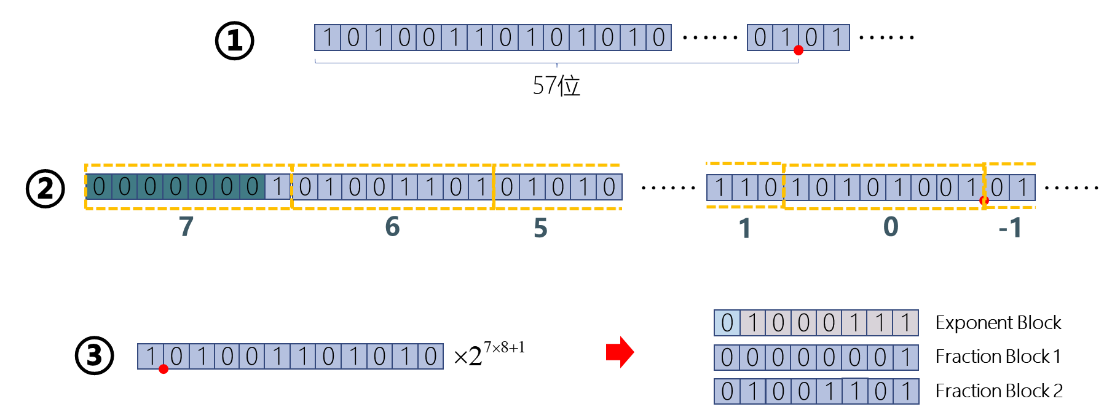 ① 1 0 1 0 0 1 1 0 1 0 1 0 1 0 ······ 0 1 0 1 ······
57位
② 0 0 0 0 0 0 0 1 0 1 0 0 1 1 0 1 0 1 0 1 0 ······ 1 1 0 1 0 1 0 1 0 0 1 0 1 ······
7 6 5 1 0 -1
③ 1 0 1 0 0 1 1 0 1 0 1 0 ×2^{7×8+1}
0 1 0 0 0 1 1 1 Exponent Block
0 0 0 0 0 0 0 1 Fraction Block 1
0 1 0 0 1 1 0 1 Fraction Block 2